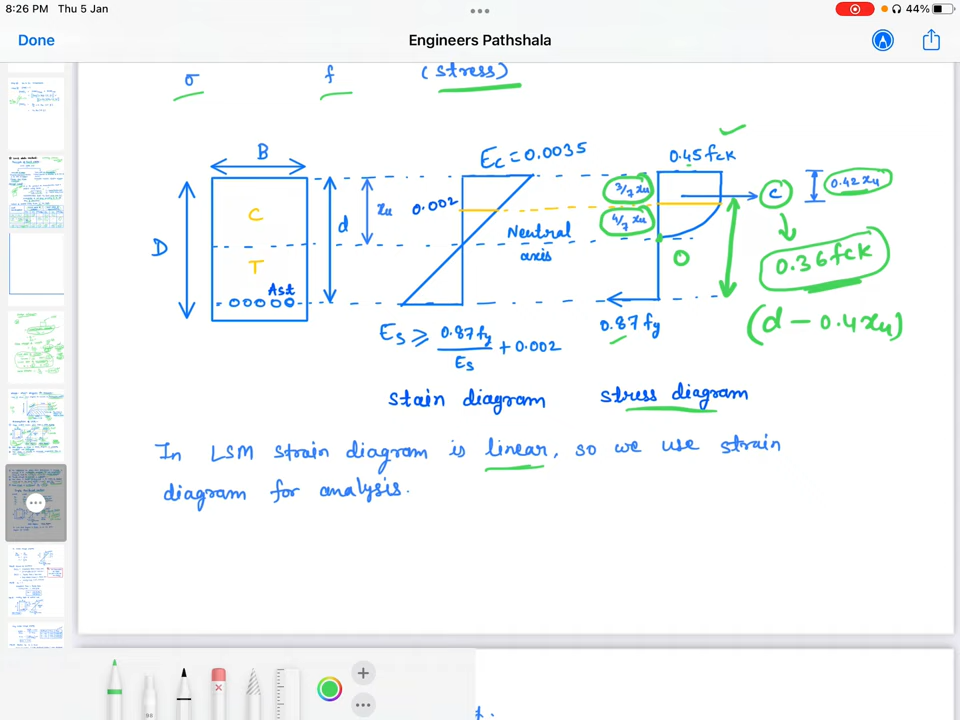 8:26 PM Thu 5 Jan
44%
Done
Engineers Pathshala
σ f (stress)
B
Ec = 0.0035
0.45 fck
C
xu
d
0.002
3/7 xu
C
0.42 xu
D
4/7 xu
Neutral
axis
T
O
0.36 fck
Ast
0.87 fy
(d - 0.4 xu)
Es ⩾ 0.87 fy / Es + 0.002
Stain diagram
Stress diagram
In LSM strain diagram is linear, so we use strain
diagram for analysis.